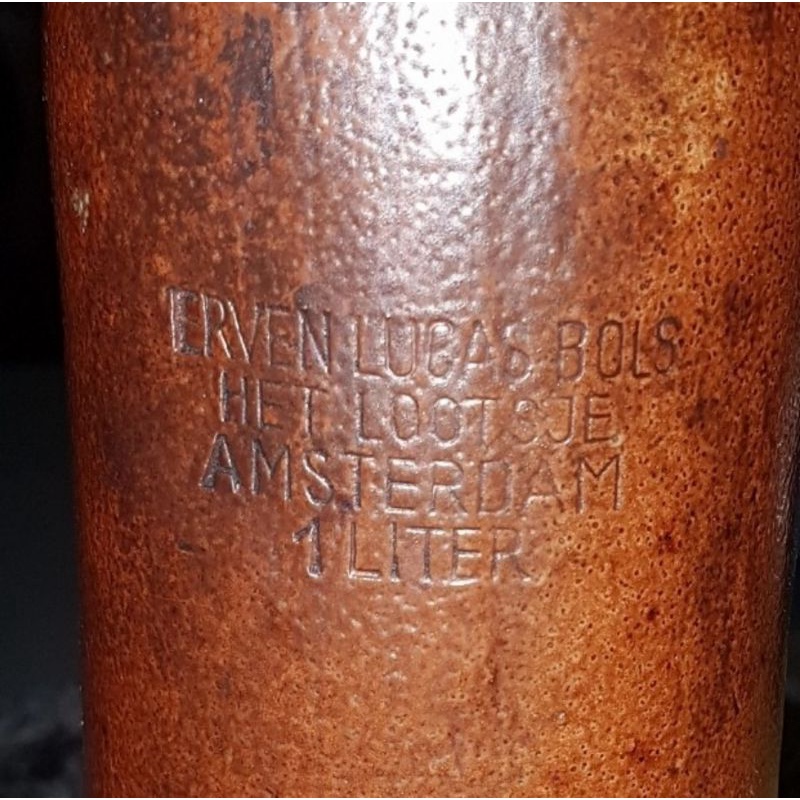 ERVEN LUCAS BOLS
HET LOOTSJE
AMSTERDAM
1 LITER